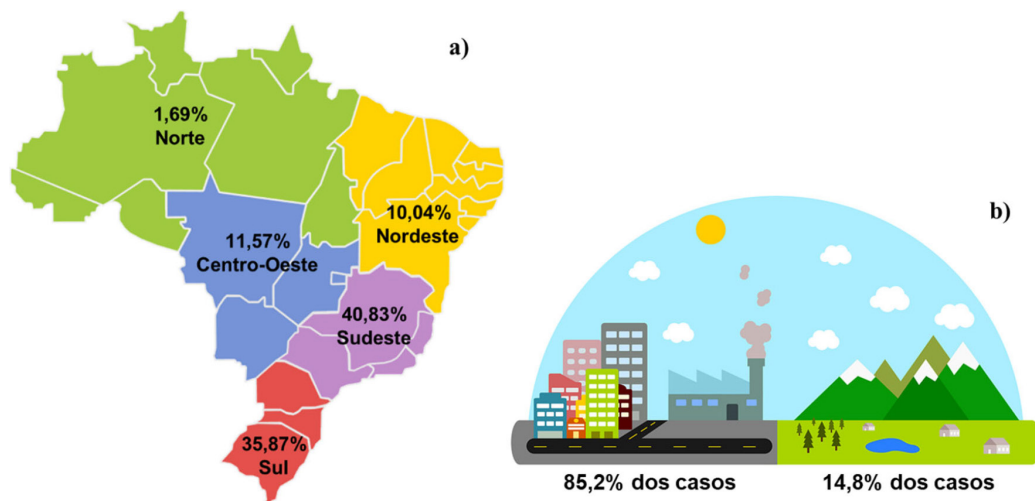 a)
1,69%
Norte
10,04%
Nordeste
11,57%
Centro-Oeste
40,83%
Sudeste
35,87%
Sul
b)
85,2% dos casos
14,8% dos casos